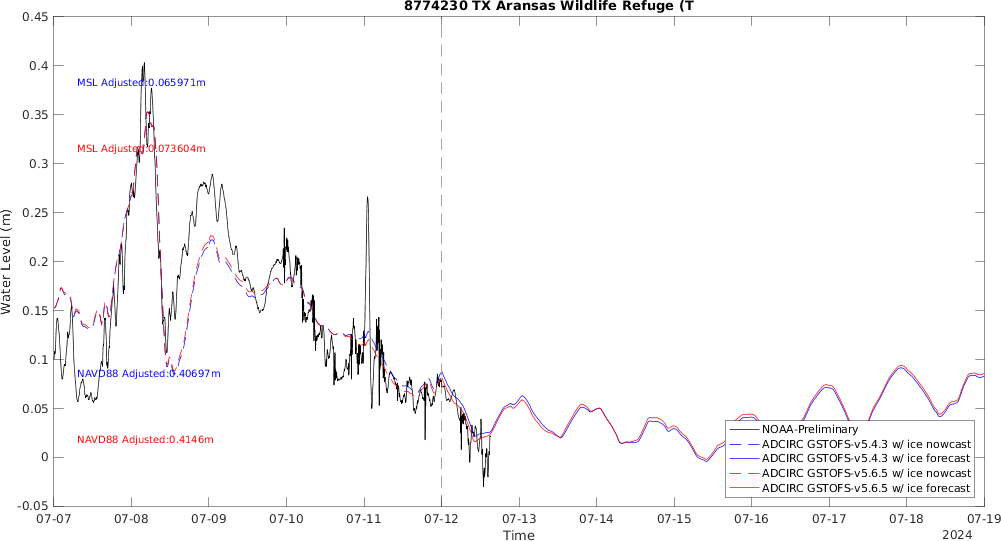 8774230 TX Aransas Wildlife Refuge (T
Water Level (m)
0.45
0.4
0.35
0.3
0.25
0.2
0.15
0.1
0.05
0
-0.05
MSL Adjusted:0.065971m
MSL Adjusted:0.073604m
NAVD88 Adjusted:0.40697m
NAVD88 Adjusted:0.4146m
NOAA-Preliminary
ADCIRC GSTOFS-v5.4.3 w/ ice nowcast
ADCIRC GSTOFS-v5.4.3 w/ ice forecast
ADCIRC GSTOFS-v5.6.5 w/ ice nowcast
ADCIRC GSTOFS-v5.6.5 w/ ice forecast
07-07 07-08 07-09 07-10 07-11 07-12 07-13 07-14 07-15 07-16 07-17 07-18 07-19
Time
2024